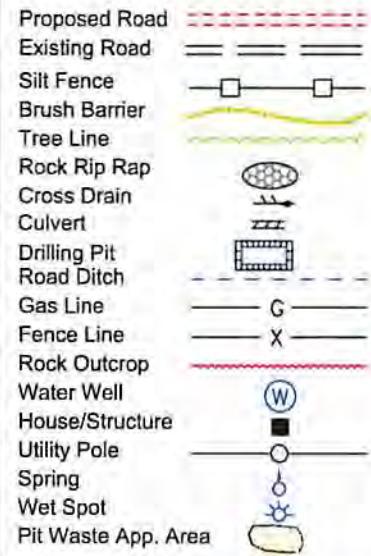 Proposed Road
Existing Road
Silt Fence
Brush Barrier
Tree Line
Rock Rip Rap
Cross Drain
Culvert
Drilling Pit
Road Ditch
Gas Line G
Fence Line X
Rock Outcrop
Water Well W
House/Structure
Utility Pole
Spring
Wet Spot
Pit Waste App. Area